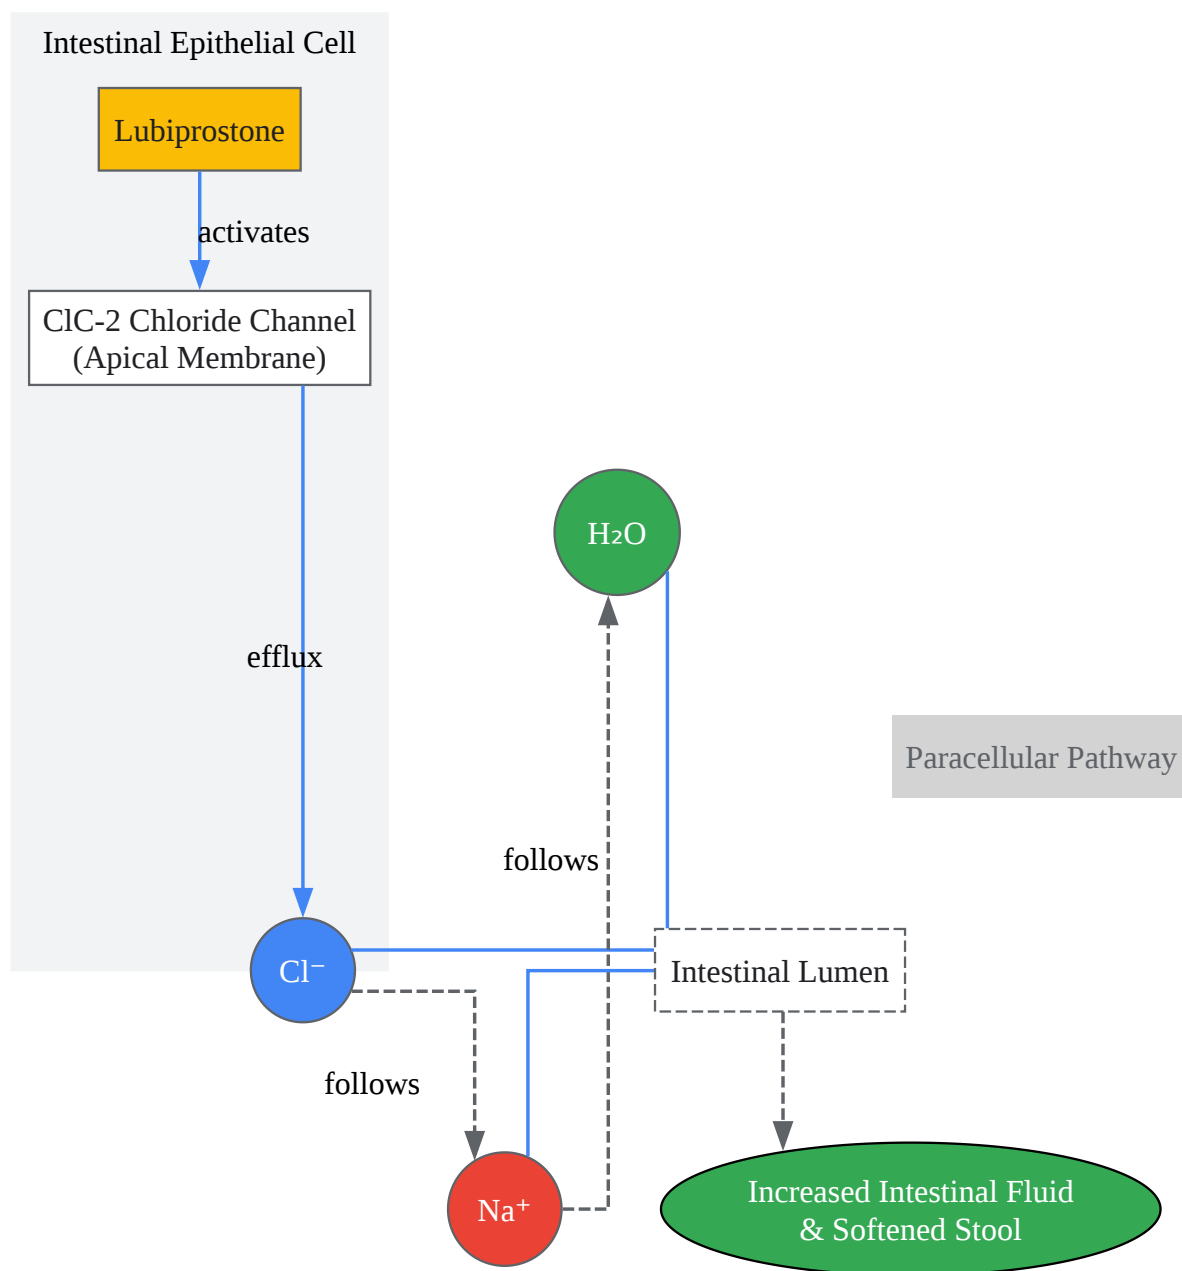 Intestinal Epithelial Cell
Lubiprostone
activates
ClC-2 Chloride Channel
(Apical Membrane)
H₂O
efflux
Paracellular Pathway
follows
Cl⁻
Intestinal Lumen
follows
Na⁺
Increased Intestinal Fluid
& Softened Stool